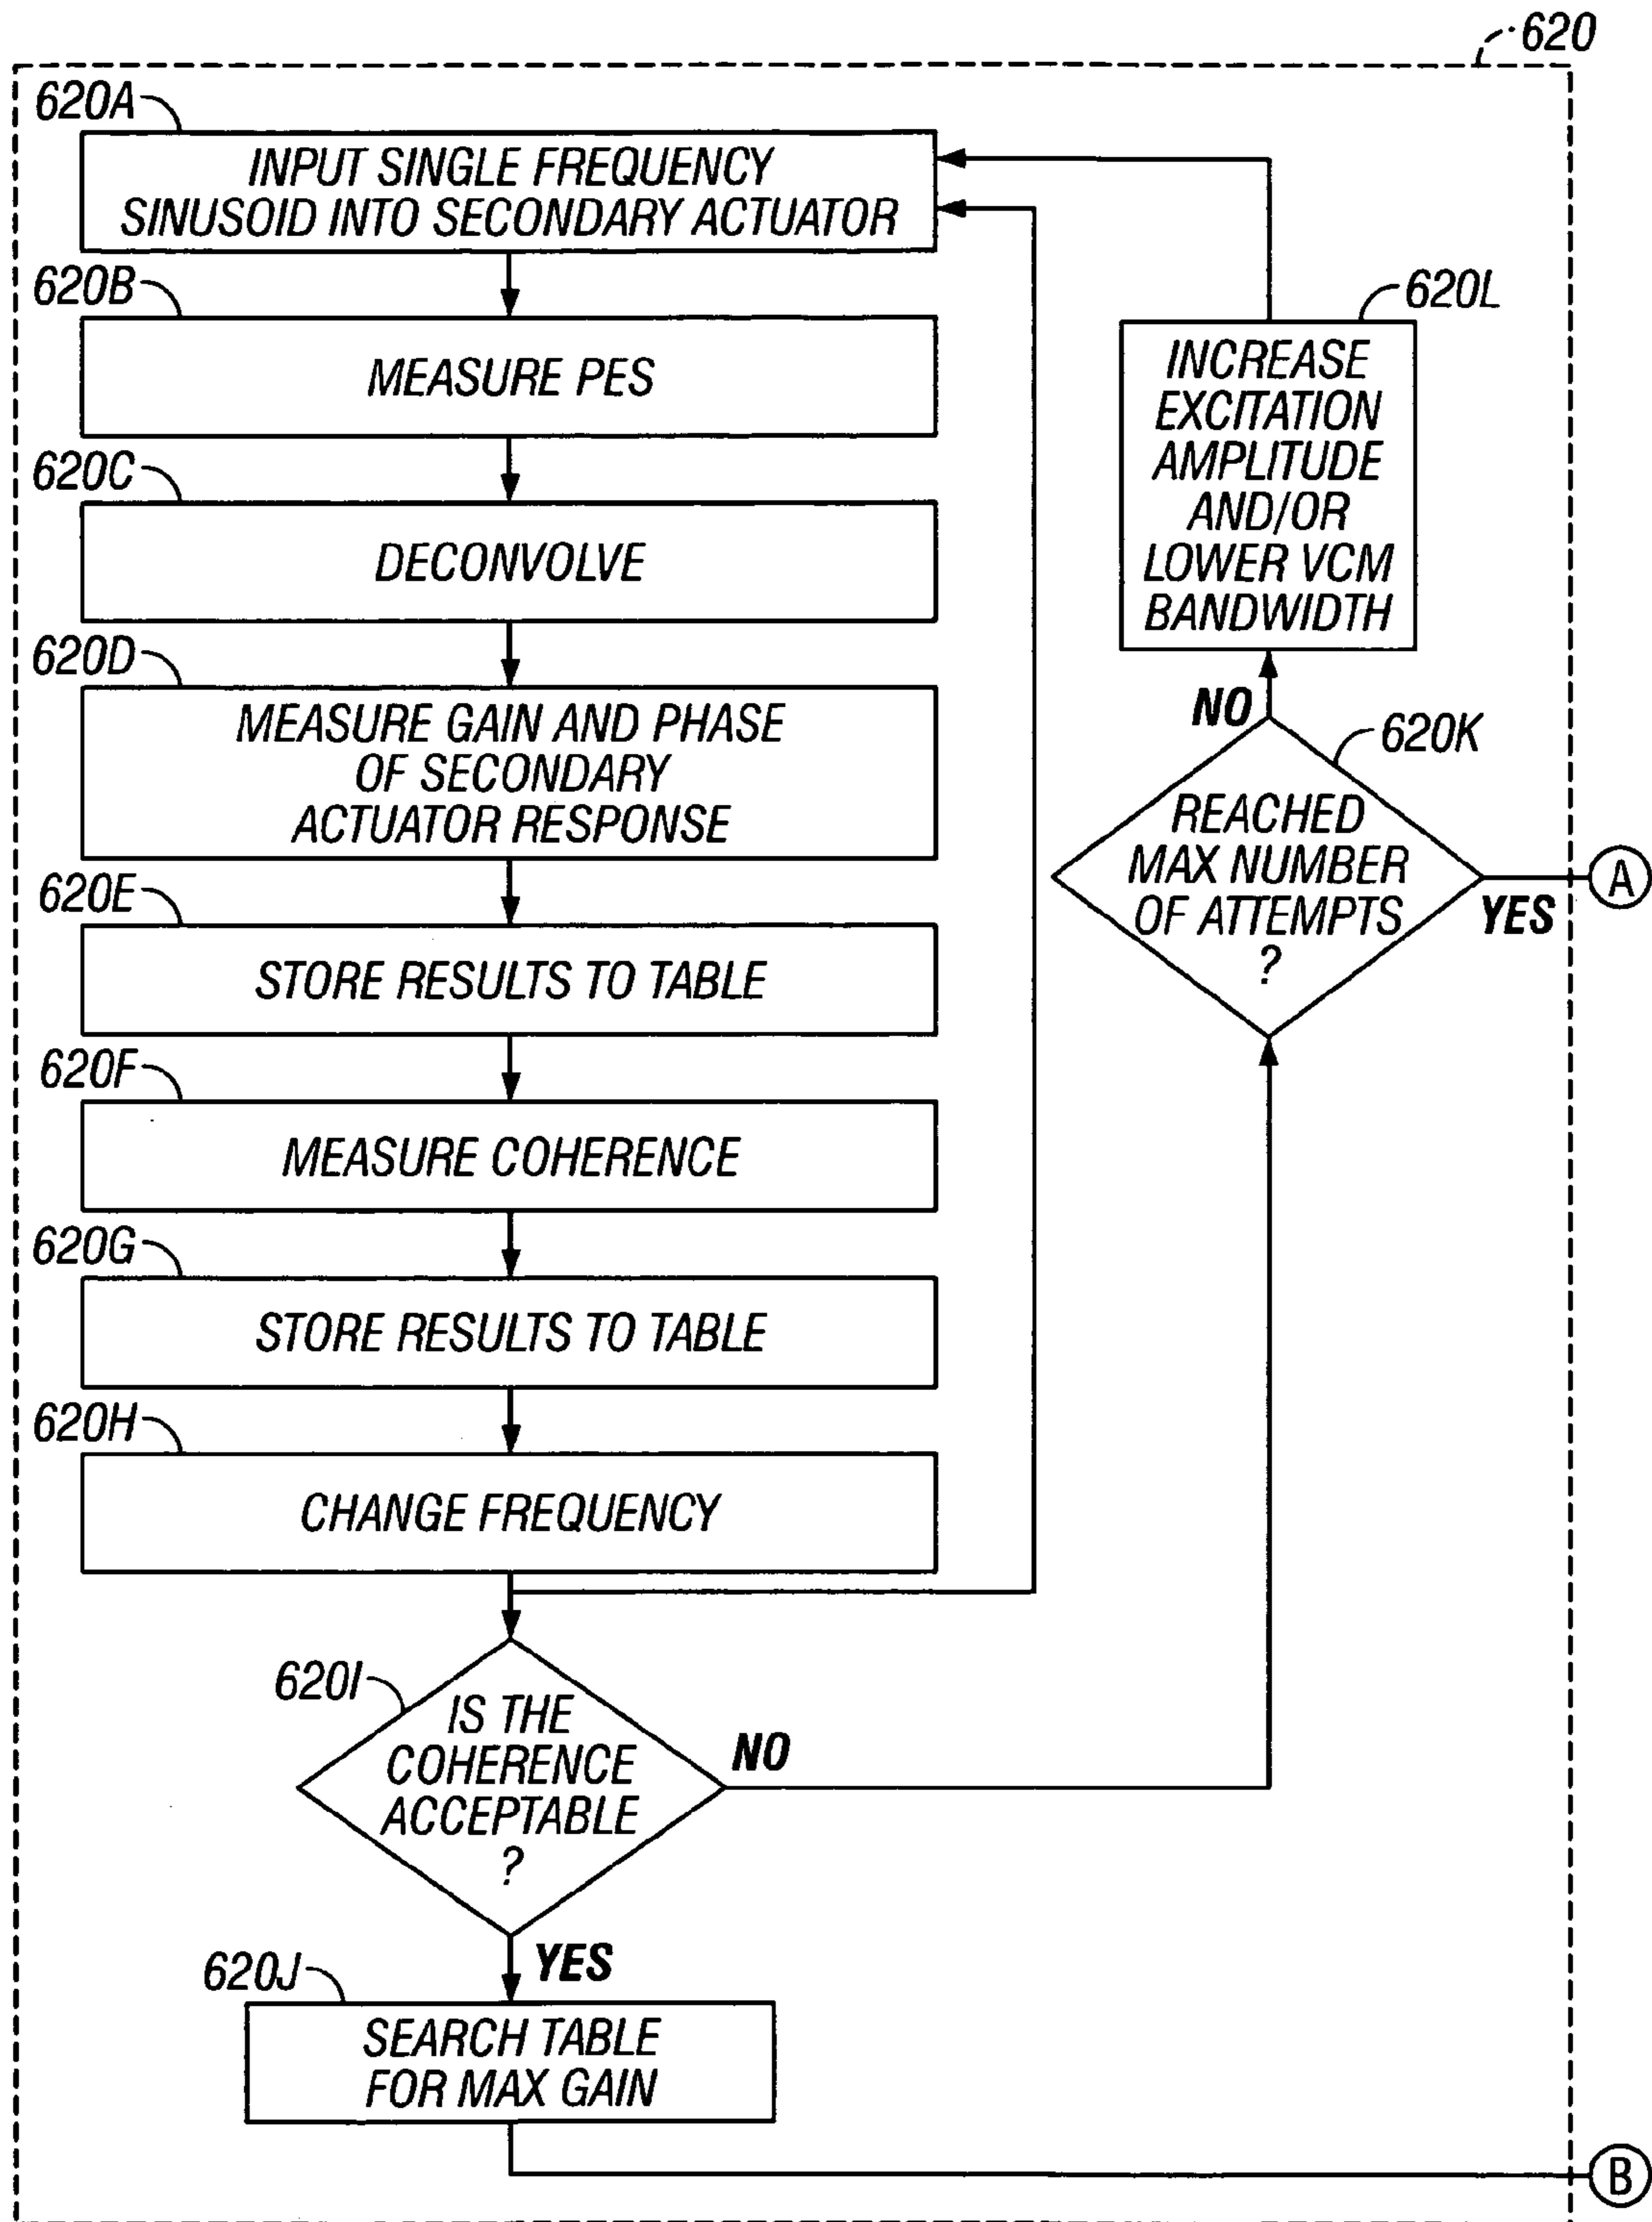 620
620A
INPUT SINGLE FREQUENCY
SINUSOID INTO SECONDARY ACTUATOR
620B
MEASURE PES
620C
DECONVOLVE
620D
MEASURE GAIN AND PHASE
OF SECONDARY
ACTUATOR RESPONSE
620E
STORE RESULTS TO TABLE
620F
MEASURE COHERENCE
620G
STORE RESULTS TO TABLE
620H
CHANGE FREQUENCY
620I
IS THE
COHERENCE
ACCEPTABLE
?
NO
YES
620J
SEARCH TABLE
FOR MAX GAIN
620L
INCREASE
EXCITATION
AMPLITUDE
AND/OR
LOWER VCM
BANDWIDTH
NO
620K
REACHED
MAX NUMBER
OF ATTEMPTS
?
YES
A
B